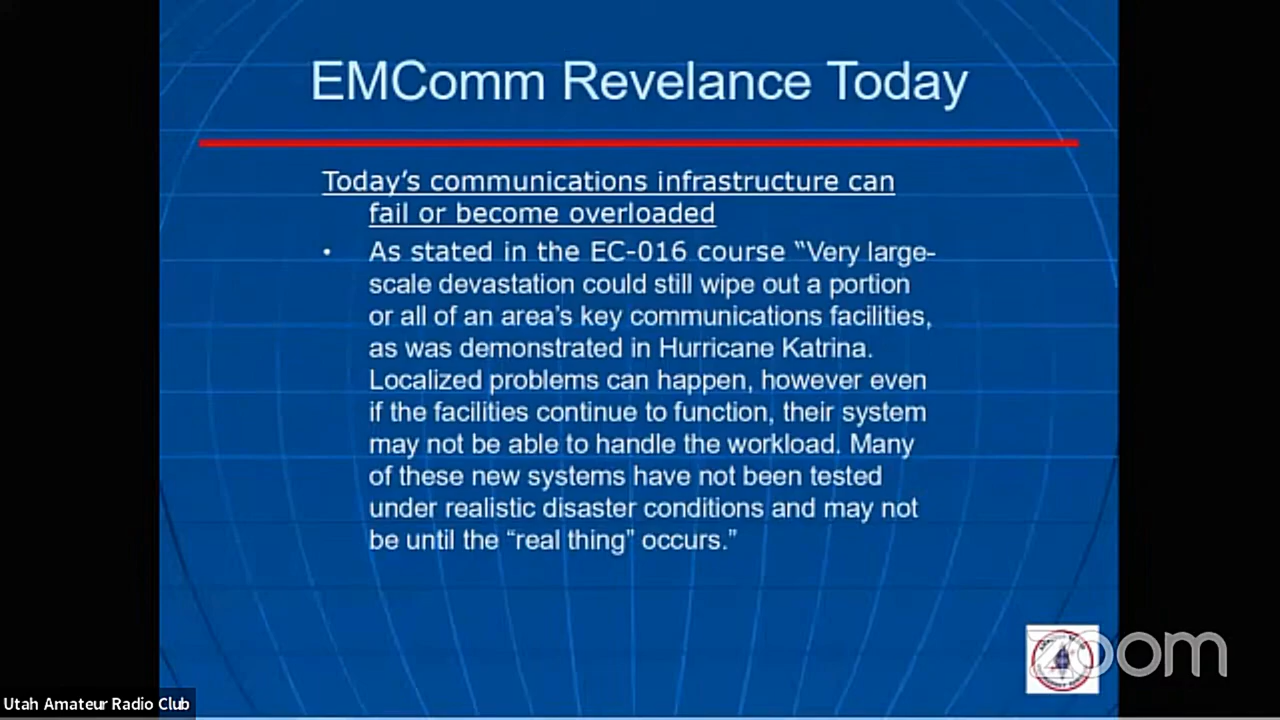 EMComm Revelance Today
Today’s communications infrastructure can
fail or become overloaded
• As stated in the EC-016 course “Very large-
scale devastation could still wipe out a portion
or all of an area’s key communications facilities,
as was demonstrated in Hurricane Katrina.
Localized problems can happen, however even
if the facilities continue to function, their system
may not be able to handle the workload. Many
of these new systems have not been tested
under realistic disaster conditions and may not
be until the “real thing” occurs.”
zoom
Utah Amateur Radio Club